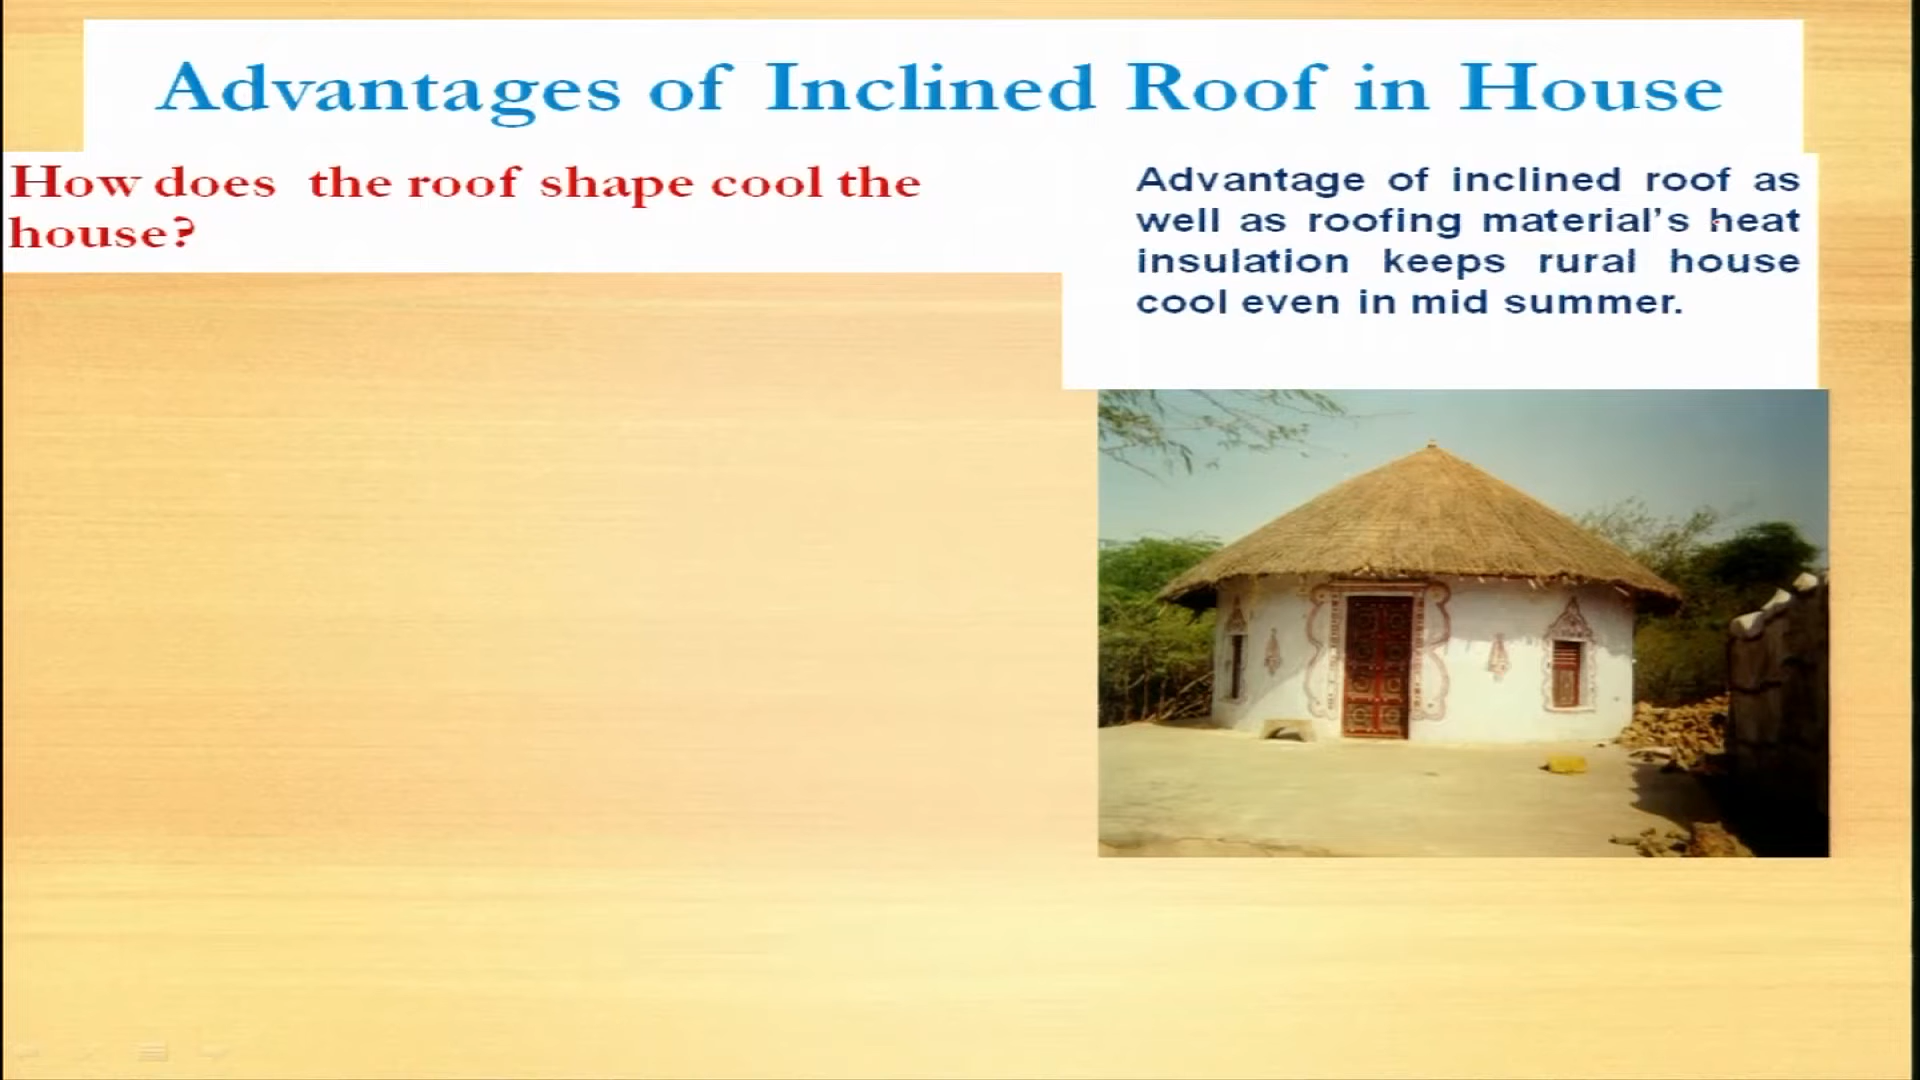 Advantages of Inclined Roof in House
How does the roof shape cool the
house?
Advantage of inclined roof as
well as roofing material's heat
insulation keeps rural house
cool even in mid summer.